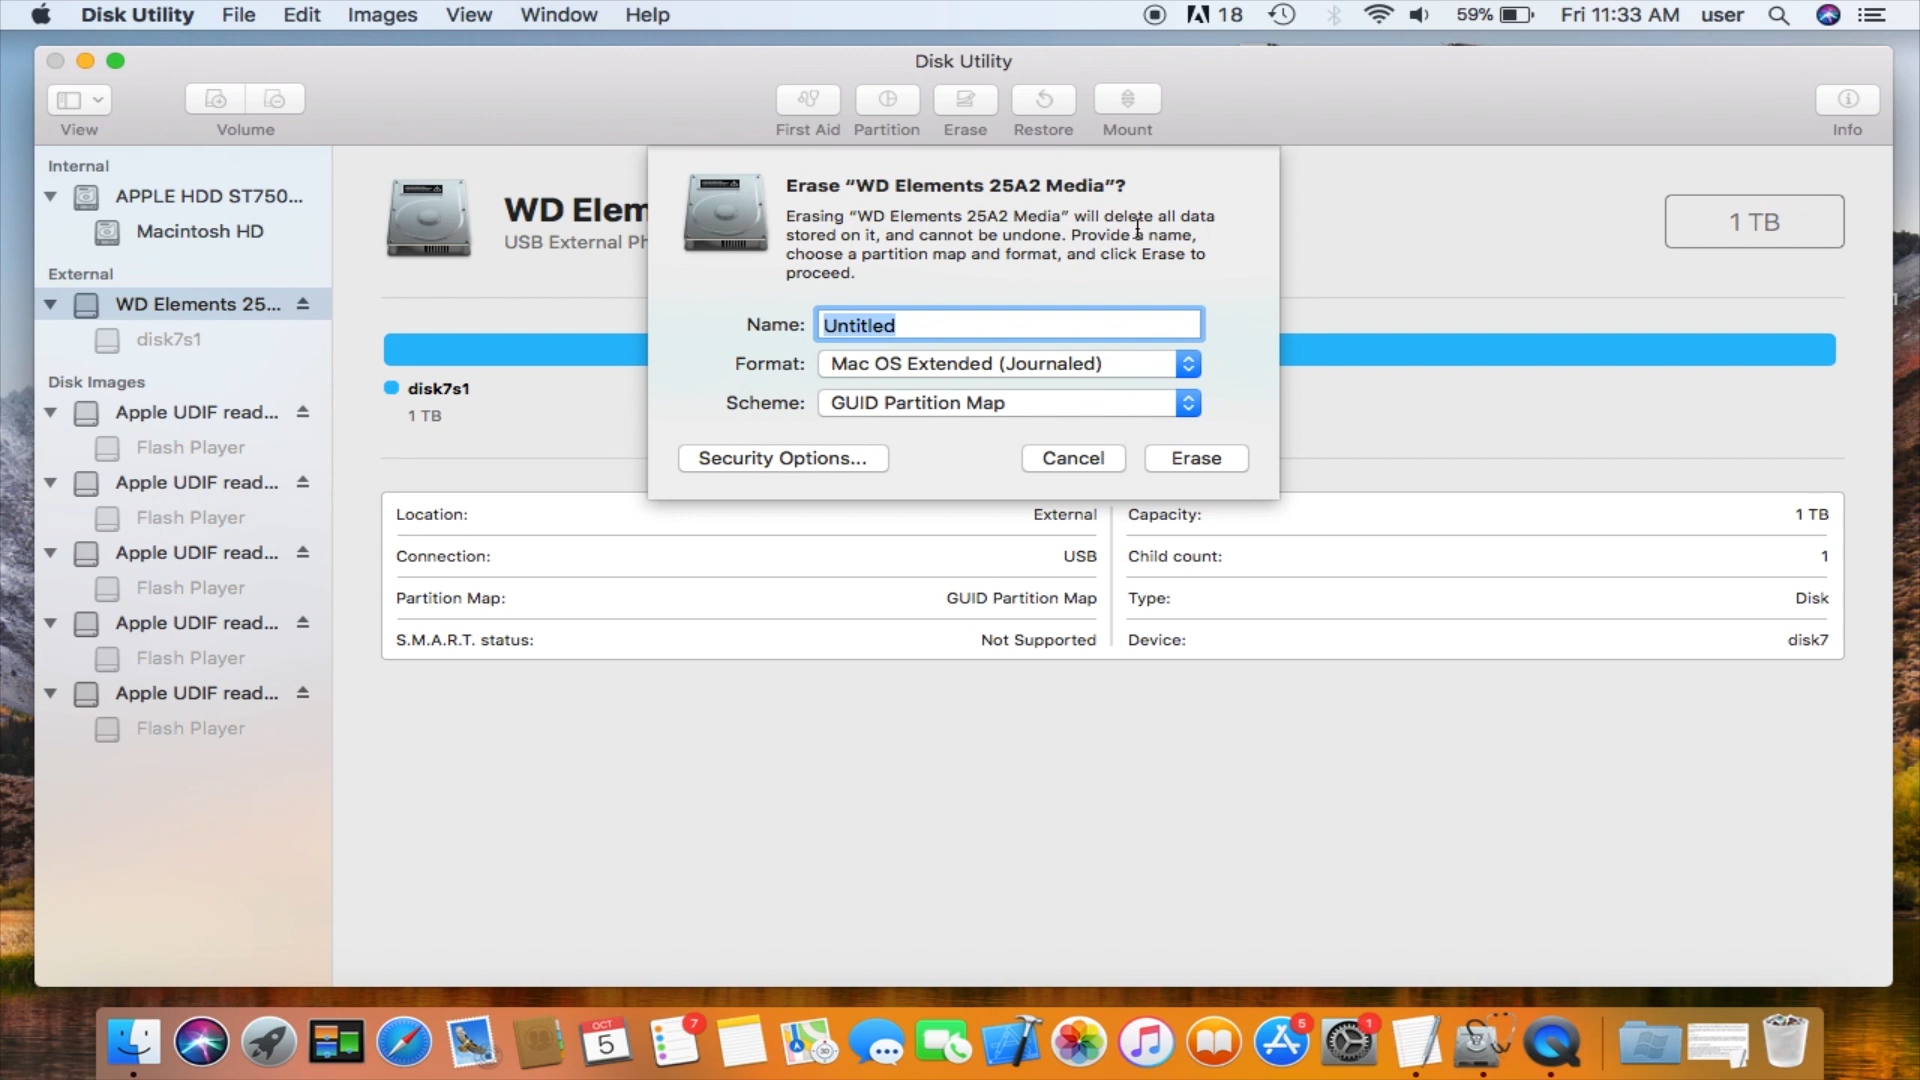 Disk Utility File Edit Images View Window Help 18 59% Fri 11:33 AM user
Disk Utility
View Volume First Aid Partition Erase Restore Mount Info
Internal
APPLE HDD ST750...
Macintosh HD
External
WD Elements 25...
disk7s1
Disk Images
Apple UDIF read...
Flash Player
Apple UDIF read...
Flash Player
Apple UDIF read...
Flash Player
Apple UDIF read...
Flash Player
Apple UDIF read...
Flash Player
WD Elem
USB External Ph
1 TB
disk7s1
1 TB
Erase “WD Elements 25A2 Media”?
Erasing “WD Elements 25A2 Media” will delete all data
stored on it, and cannot be undone. Provide a name,
choose a partition map and format, and click Erase to
proceed.
Name: Untitled
Format: Mac OS Extended (Journaled)
Scheme: GUID Partition Map
Security Options... Cancel Erase
Location: External Capacity: 1 TB
Connection: USB Child count: 1
Partition Map: GUID Partition Map Type: Disk
S.M.A.R.T. status: Not Supported Device: disk7
OCT
5
7
3D
5
1